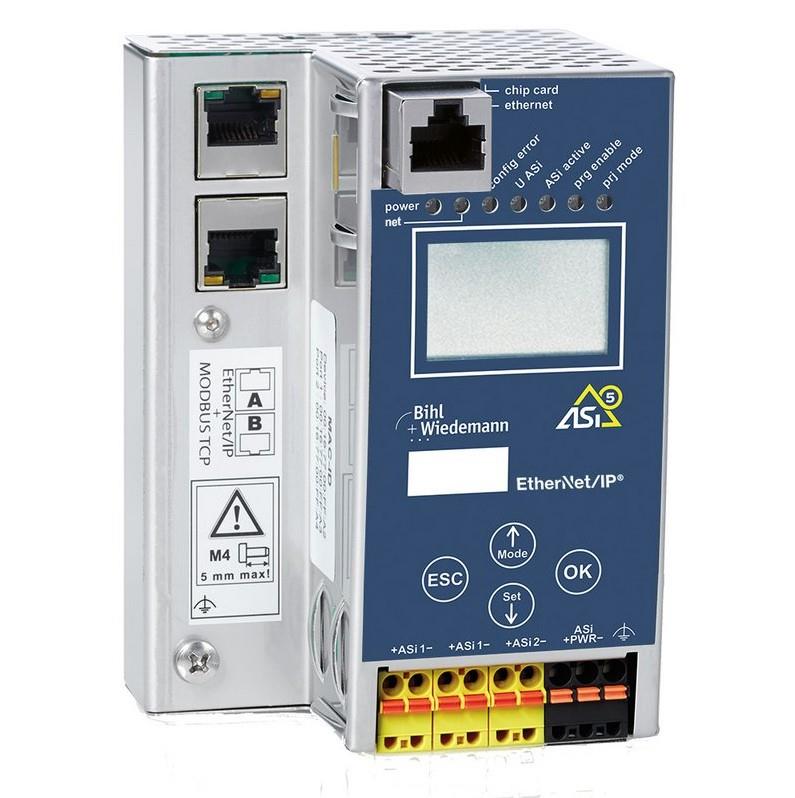 chip card
ethernet
config error
U ASi
ASi active
prg enable
prj mode
power
net
Bihl
+Wiedemann
ASi 5
EtherNet/IP®
Mode
ESC
OK
Set
+ASi 1–
+ASi 1–
+ASi 2–
ASi
+PWR–
A
B
EtherNet/IP
+
MODBUS TCP
M4
5 mm max!
MAC-ID